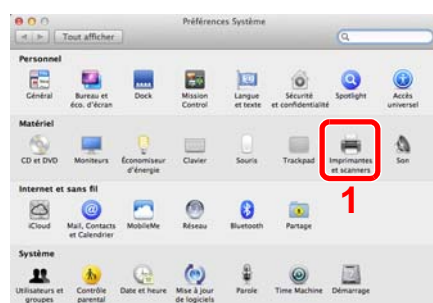 Préférences Système
Tout afficher
Personnel
Général
Bureau et éco. d'écran
Dock
Mission Control
Langue et texte
Sécurité et confidentialité
Spotlight
Accès universel
Matériel
CD et DVD
Moniteurs
Économiseur d'énergie
Clavier
Souris
Trackpad
Imprimantes et scanners
Son
1
Internet et sans fil
iCloud
Mail, Contacts et Calendrier
MobileMe
Réseau
Bluetooth
Partage
Système
Utilisateurs et groupes
Contrôle parental
Date et heure
Mise à jour de logiciels
Parole
Time Machine
Démarrage